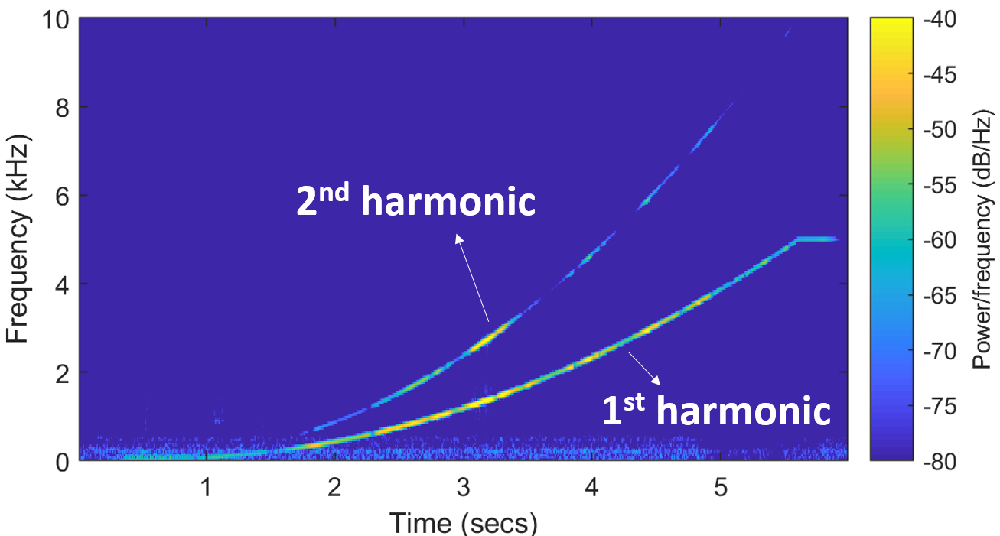 10
8
6
4
2
0
Frequency (kHz)
2nd harmonic
1st harmonic
1 2 3 4 5
Time (secs)
-40
-45
-50
-55
-60
-65
-70
-75
-80
Power/frequency (dB/Hz)